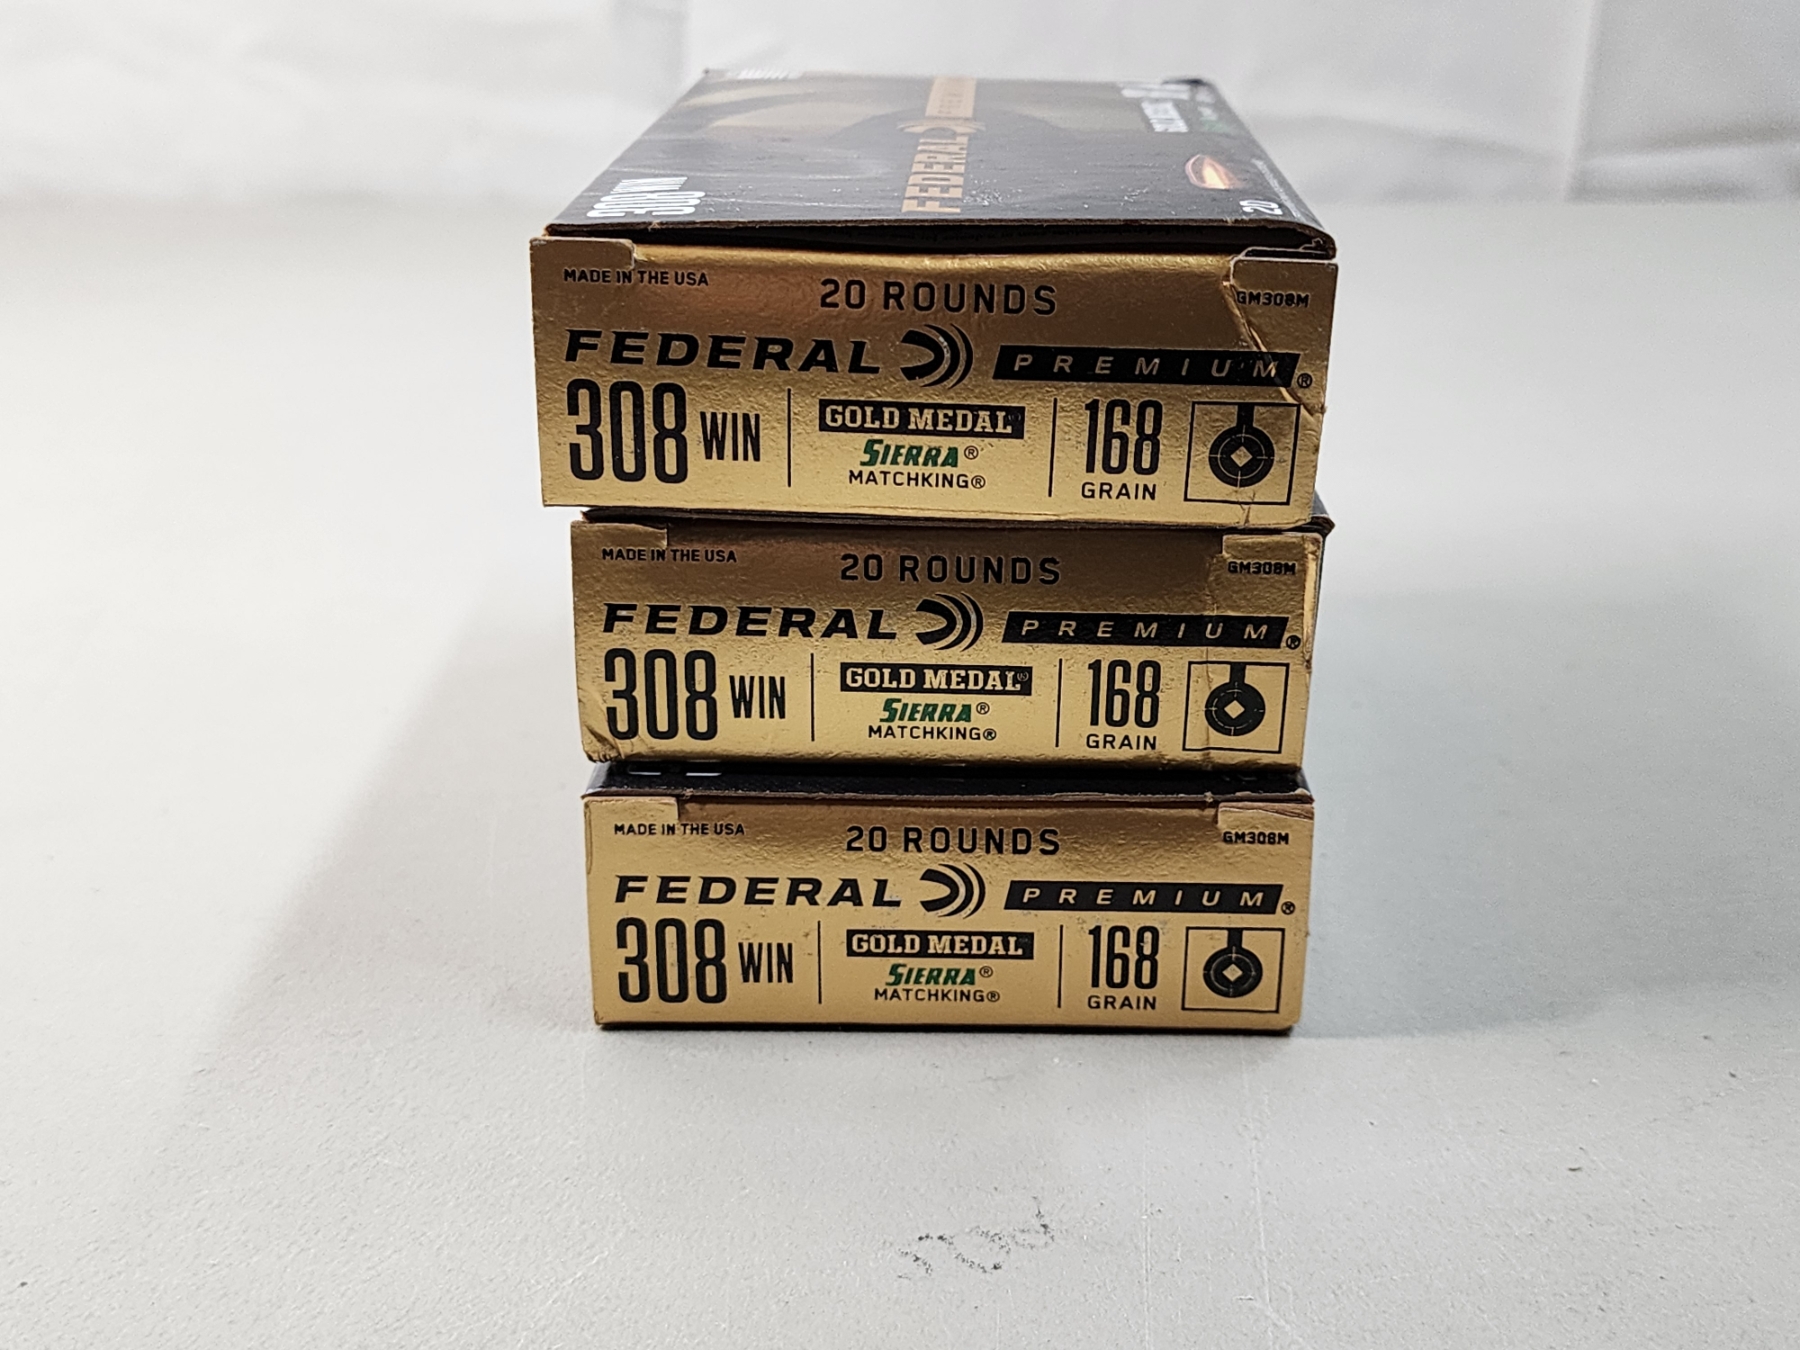 308 WIN
FEDERAL
20
MADE IN THE USA
20 ROUNDS
GM308M
FEDERAL PREMIUM®
308 WIN
GOLD MEDAL®
SIERRA®
MATCHKING®
168
GRAIN
MADE IN THE USA
20 ROUNDS
GM308M
FEDERAL PREMIUM®
308 WIN
GOLD MEDAL®
SIERRA®
MATCHKING®
168
GRAIN
MADE IN THE USA
20 ROUNDS
GM308M
FEDERAL PREMIUM®
308 WIN
GOLD MEDAL®
SIERRA®
MATCHKING®
168
GRAIN